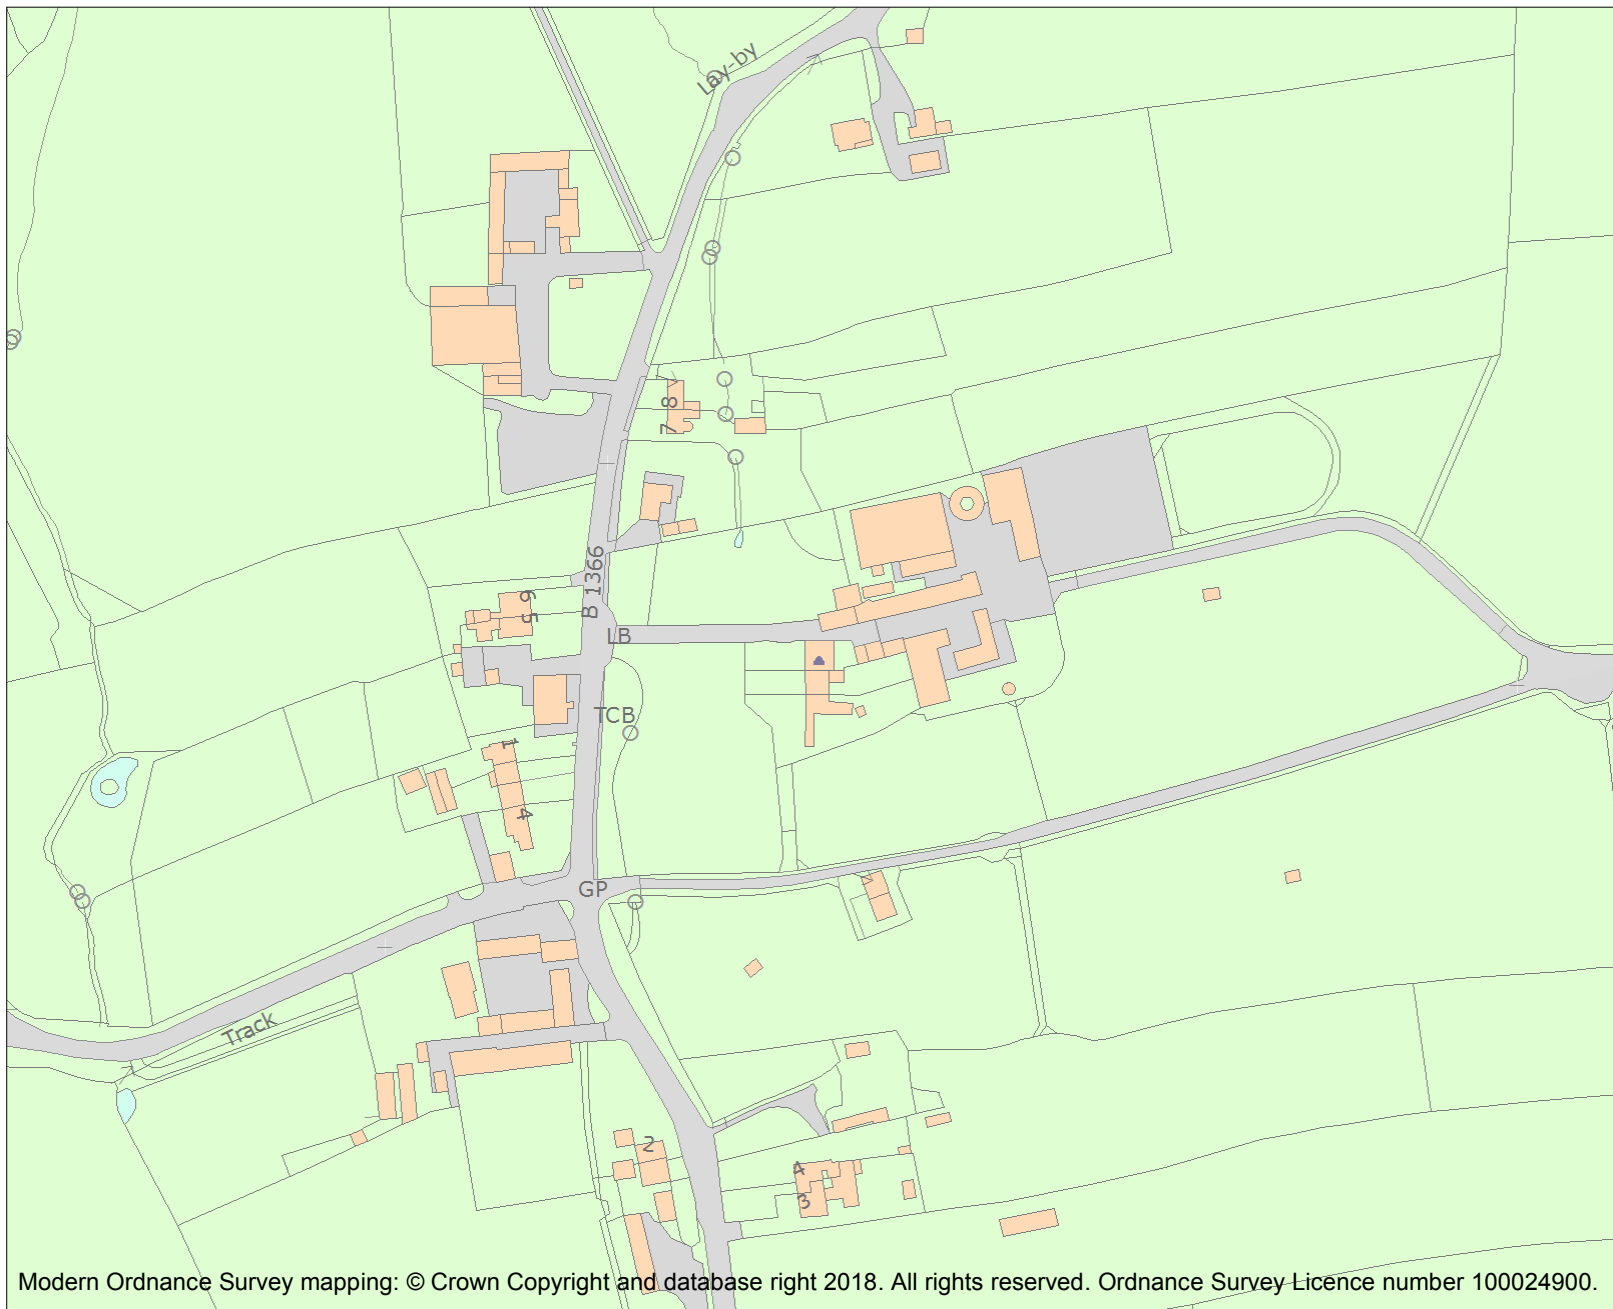 Lay-by
8
7
B 1366
6
5
LB
TCB
1
4
GP
Track
2
4
3
Modern Ordnance Survey mapping: © Crown Copyright and database right 2018. All rights reserved. Ordnance Survey Licence number 100024900.